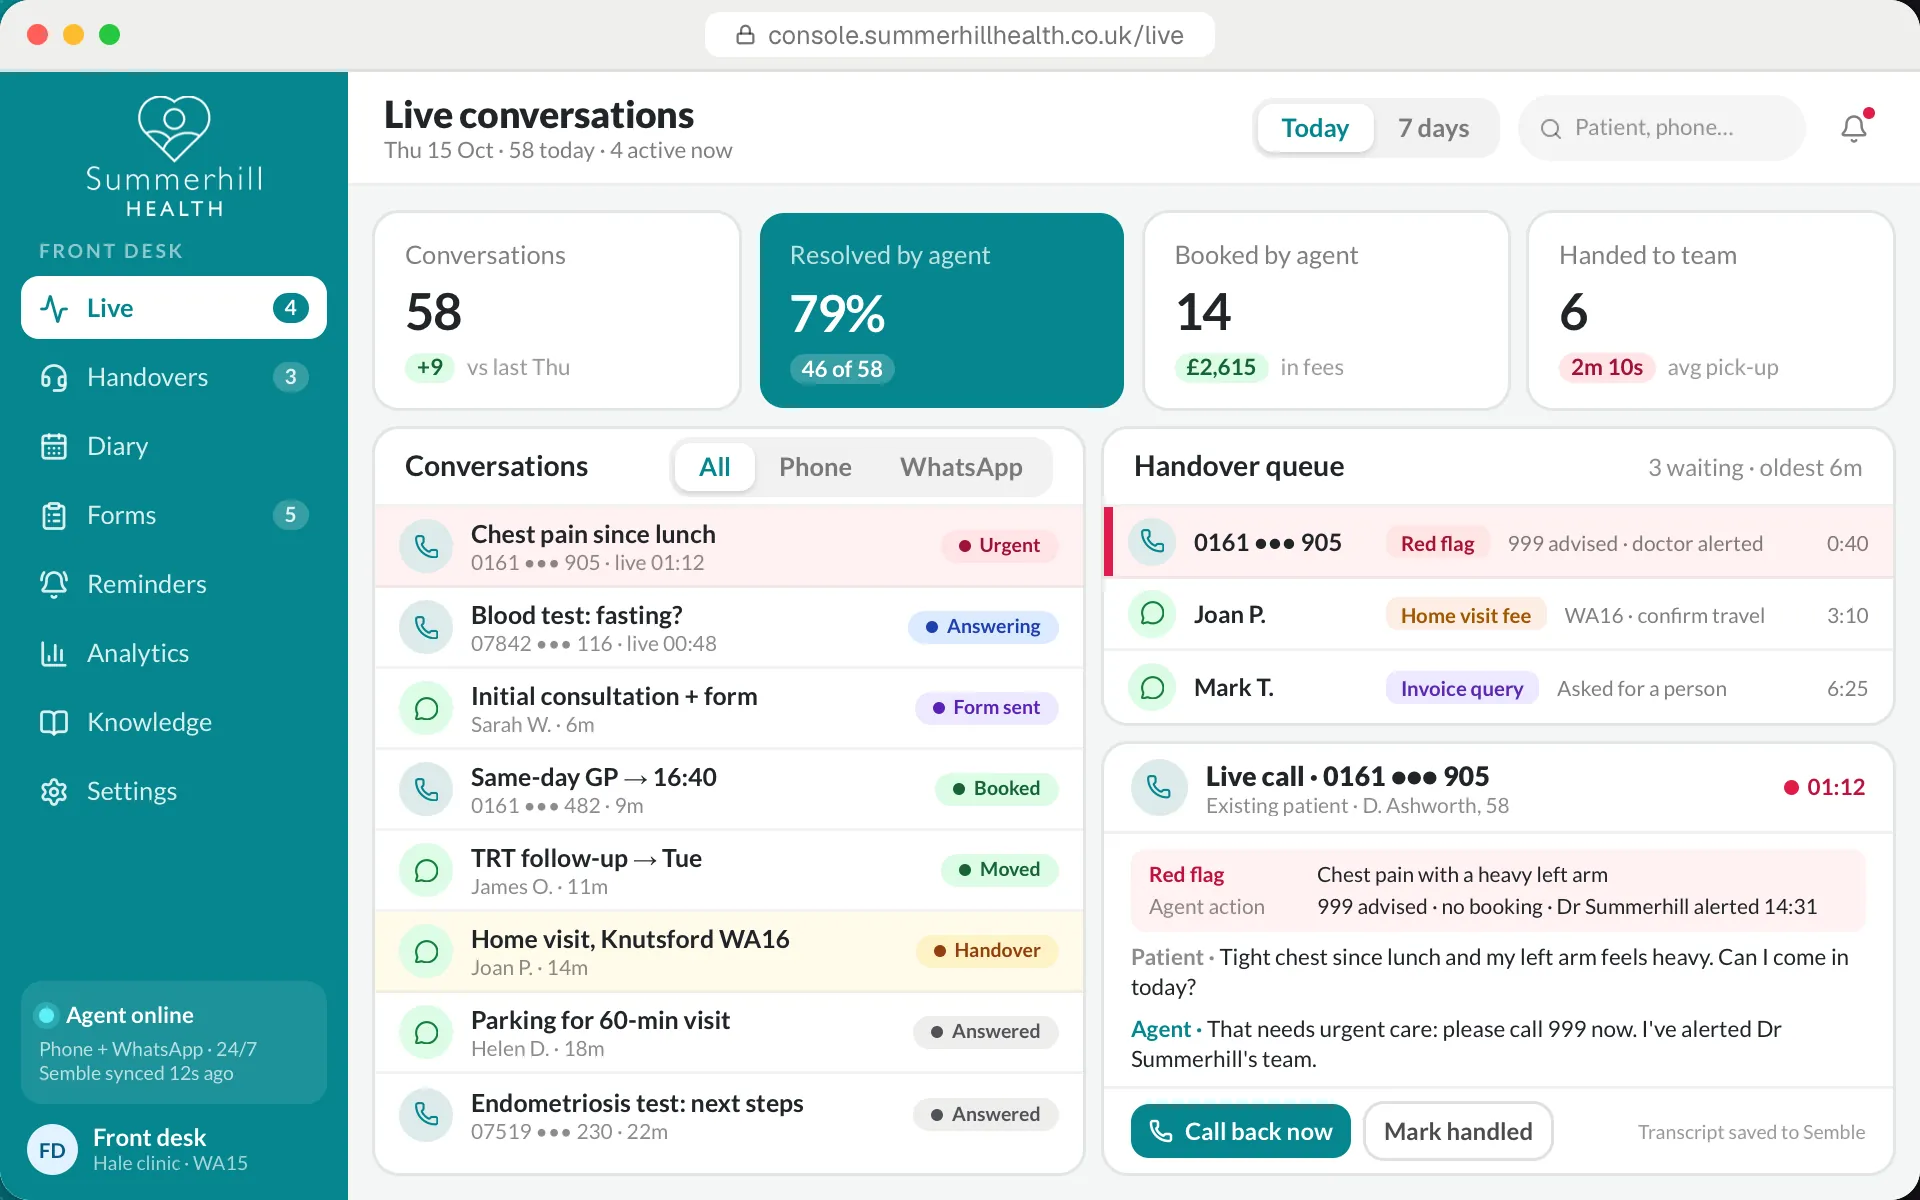 console.summerhillhealth.co.uk/live
Summerhill
HEALTH
FRONT DESK
Live 4
Handovers 3
Diary
Forms 5
Reminders
Analytics
Knowledge
Settings
Agent online
Phone + WhatsApp · 24/7
Semble synced 12s ago
FD
Front desk
Hale clinic · WA15
Live conversations
Thu 15 Oct · 58 today · 4 active now
Today 7 days
Patient, phone...
Conversations
58
+9 vs last Thu
Resolved by agent
79%
46 of 58
Booked by agent
14
£2,615 in fees
Handed to team
6
2m 10s avg pick-up
Conversations All Phone WhatsApp
Chest pain since lunch
0161 ●●● 905 · live 01:12
Urgent
Blood test: fasting?
07842 ●●● 116 · live 00:48
Answering
Initial consultation + form
Sarah W. · 6m
Form sent
Same-day GP → 16:40
0161 ●●● 482 · 9m
Booked
TRT follow-up → Tue
James O. · 11m
Moved
Home visit, Knutsford WA16
Joan P. · 14m
Handover
Parking for 60-min visit
Helen D. · 18m
Answered
Endometriosis test: next steps
07519 ●●● 230 · 22m
Answered
Handover queue 3 waiting · oldest 6m
0161 ●●● 905 Red flag 999 advised · doctor alerted 0:40
Joan P. Home visit fee WA16 · confirm travel 3:10
Mark T. Invoice query Asked for a person 6:25
Live call · 0161 ●●● 905
Existing patient · D. Ashworth, 58
01:12
Red flag Chest pain with a heavy left arm
Agent action 999 advised · no booking · Dr Summerhill alerted 14:31
Patient · Tight chest since lunch and my left arm feels heavy. Can I come in
today?
Agent · That needs urgent care: please call 999 now. I've alerted Dr
Summerhill's team.
Call back now Mark handled Transcript saved to Semble